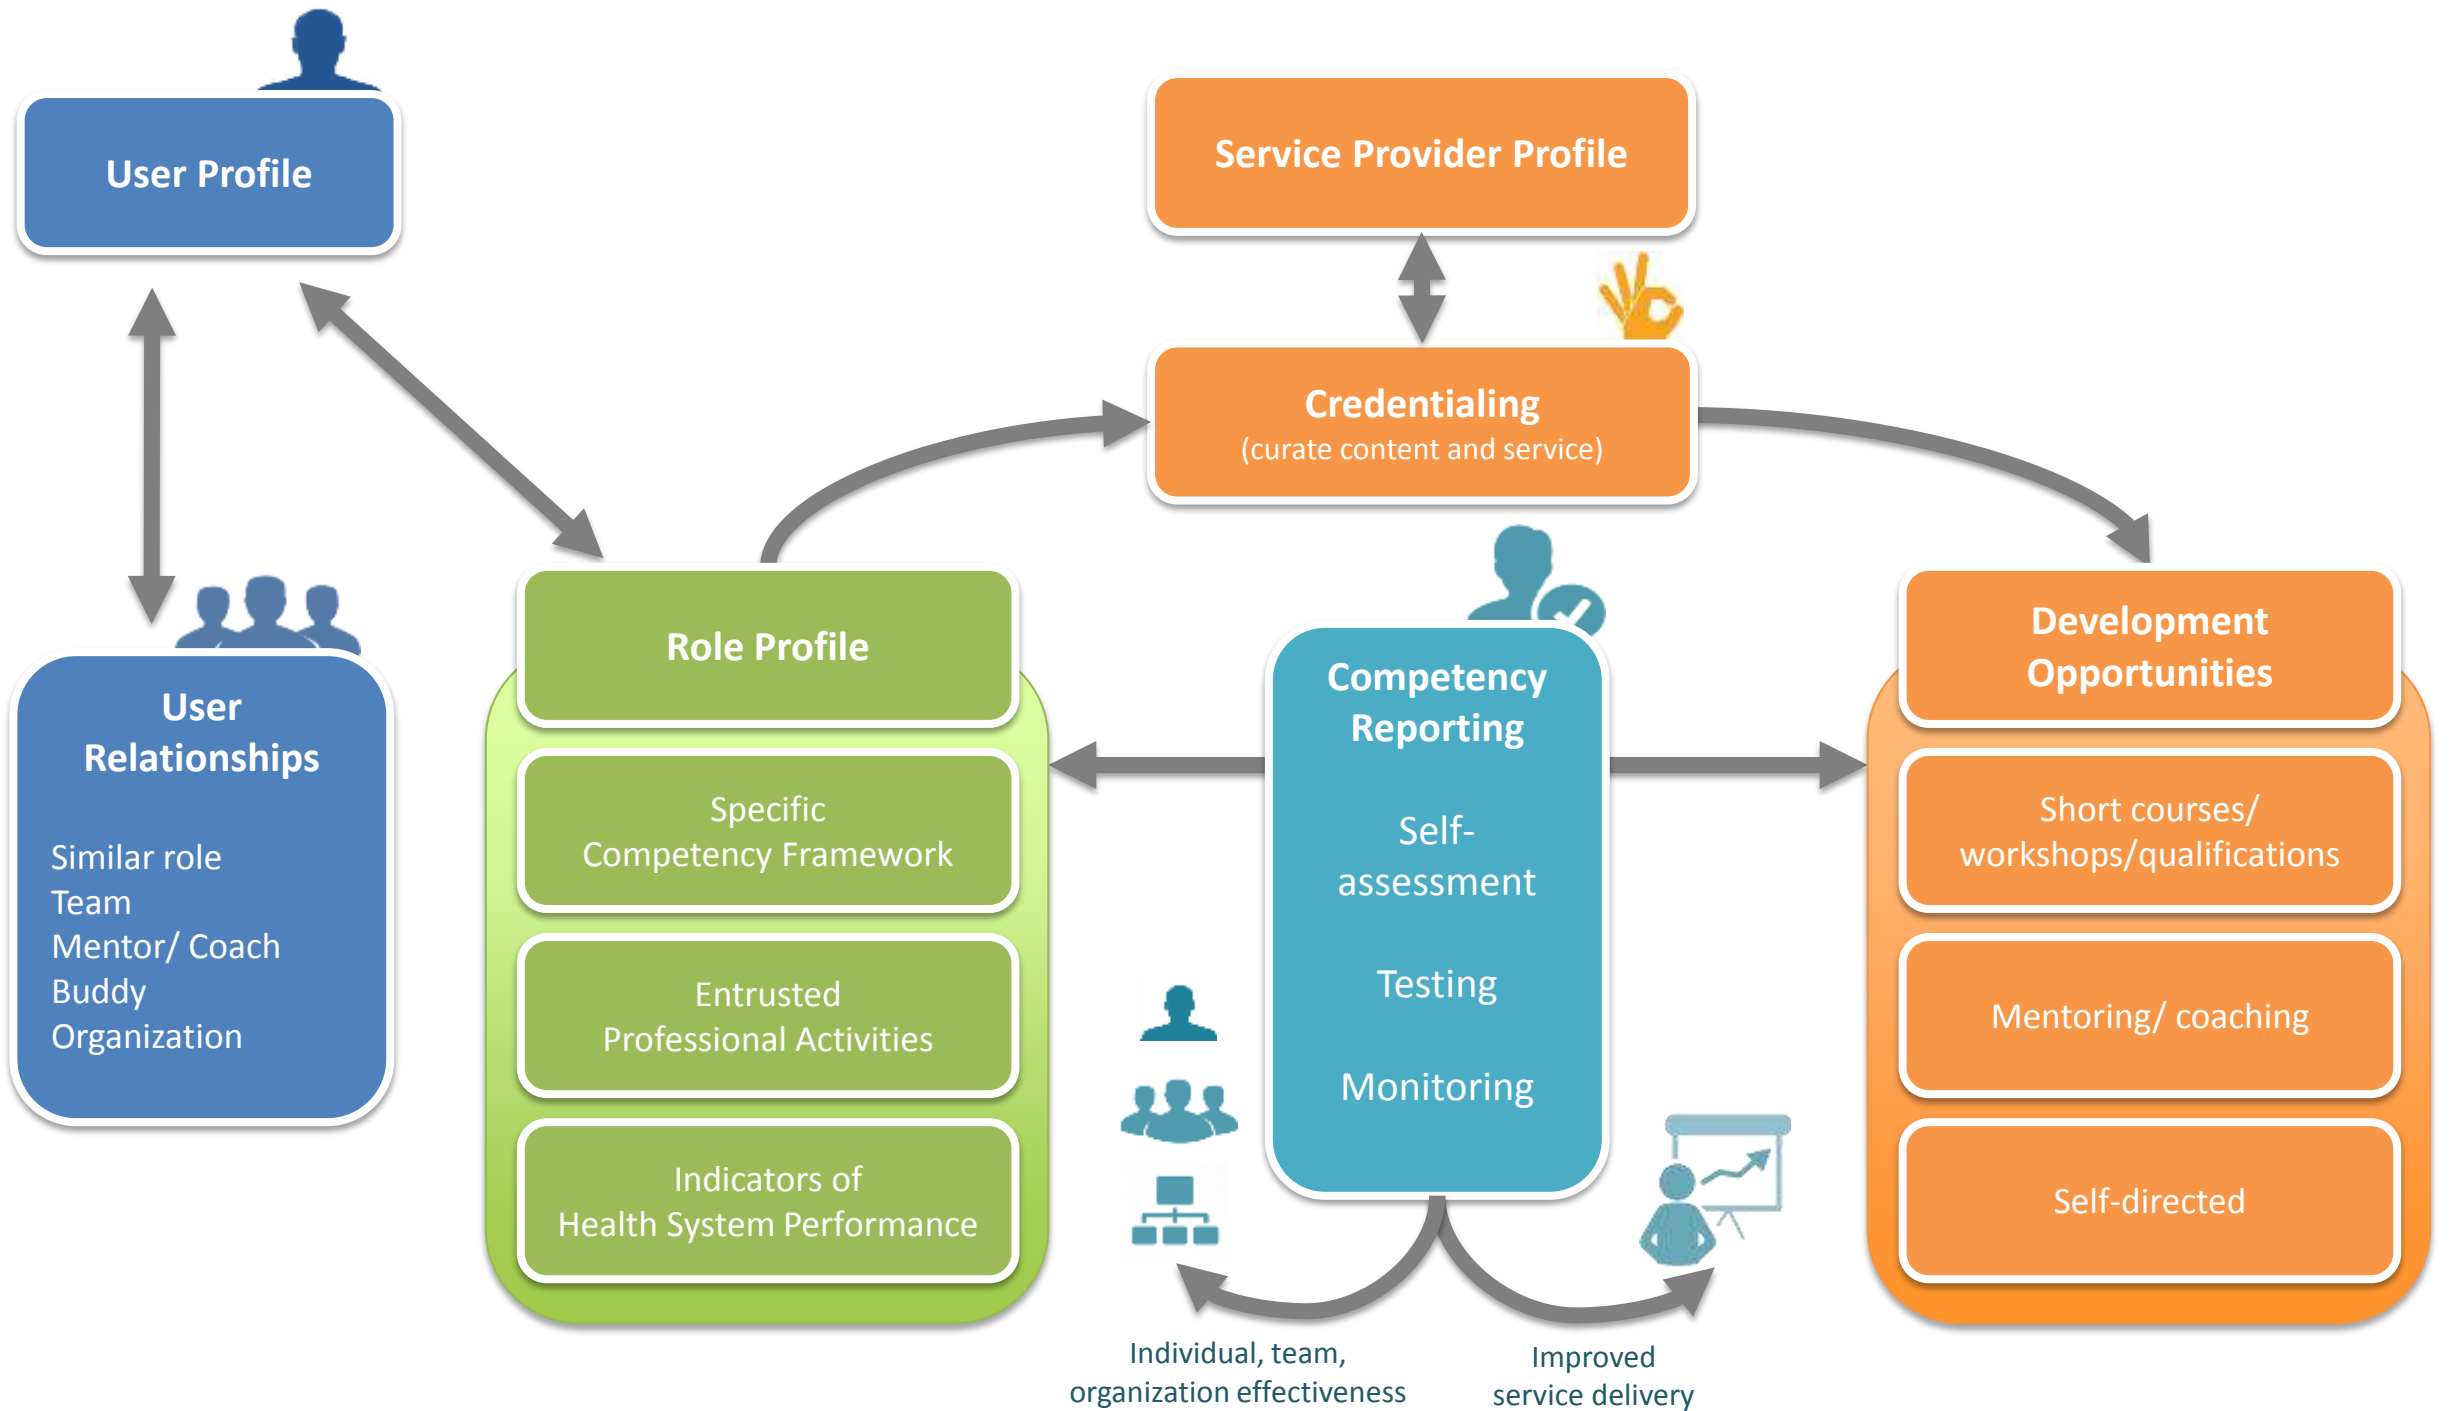 User Profile
Service Provider Profile
Credentialing
(curate content and service)
User
Relationships
Similar role
Team
Mentor/ Coach
Buddy
Organization
Role Profile
Specific
Competency Framework
Entrusted
Professional Activities
Indicators of
Health System Performance
Competency
Reporting
Self-
assessment
Testing
Monitoring
Development
Opportunities
Short courses/
workshops/qualifications
Mentoring/ coaching
Self-directed
Individual, team,
organization effectiveness
Improved
service delivery